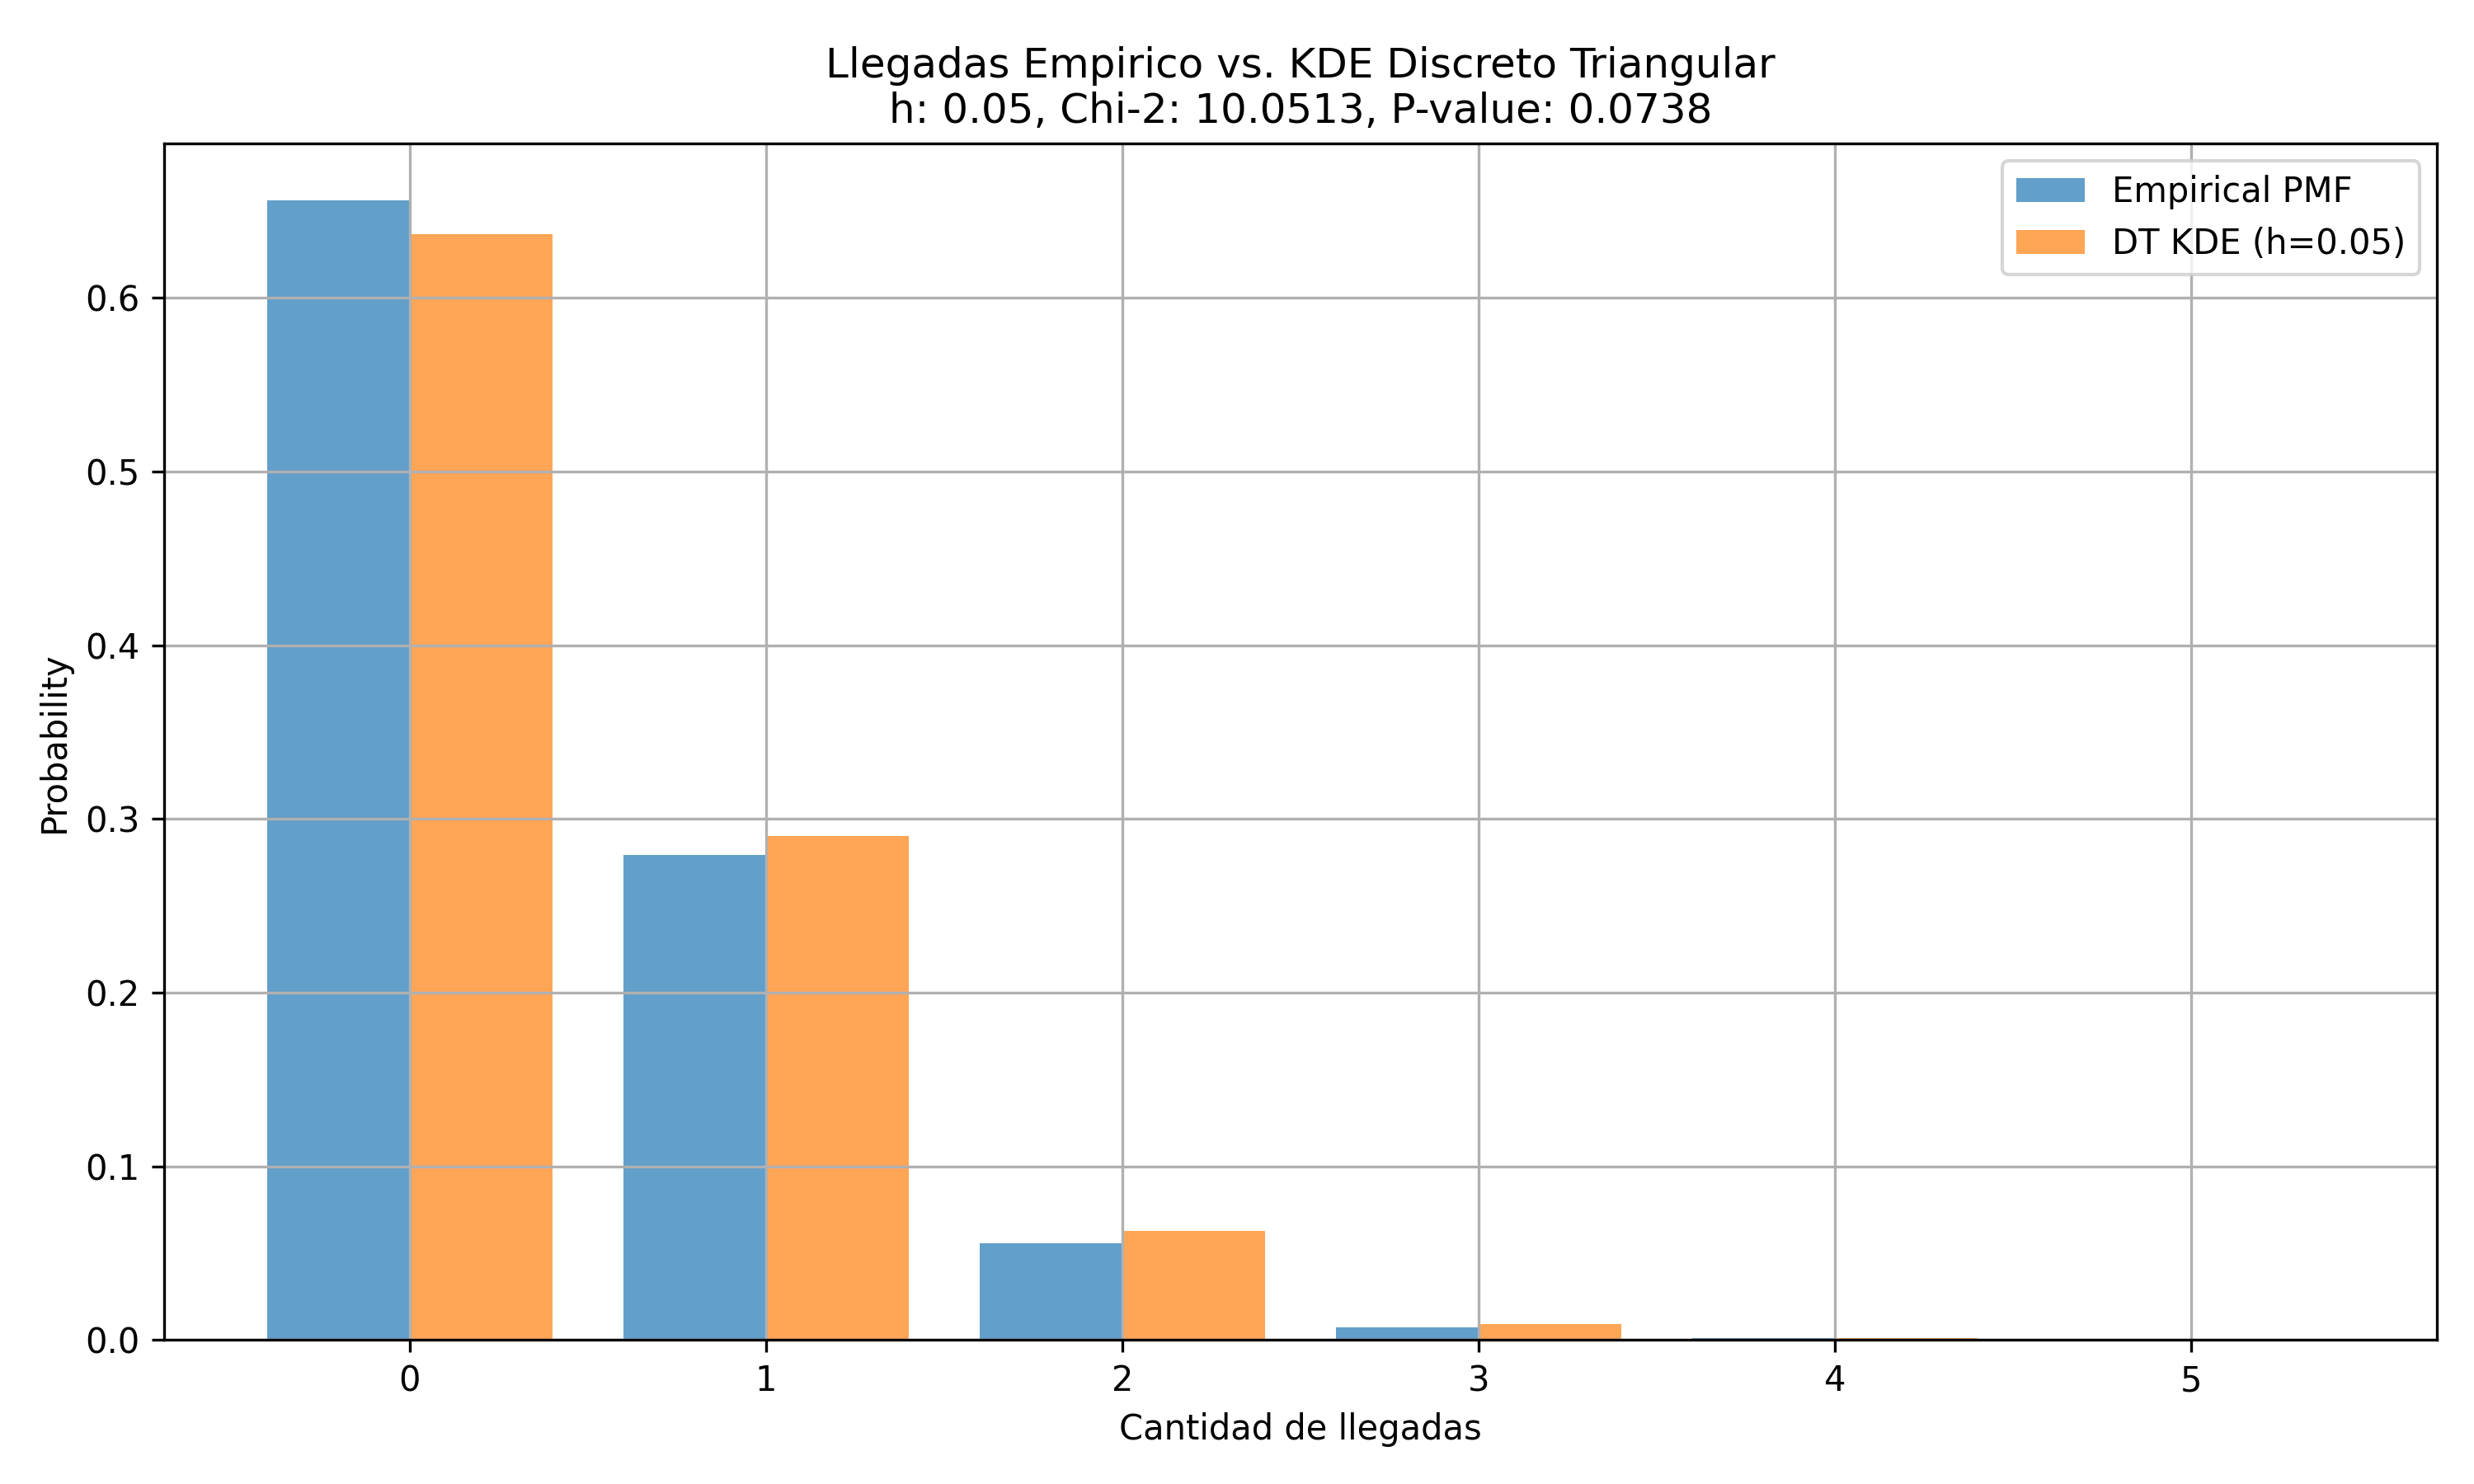 Llegadas Empirico vs. KDE Discreto Triangular
h: 0.05, Chi-2: 10.0513, P-value: 0.0738
Empirical PMF
DT KDE (h=0.05)
Probability
0.6
0.5
0.4
0.3
0.2
0.1
0.0
0 1 2 3 4 5
Cantidad de llegadas